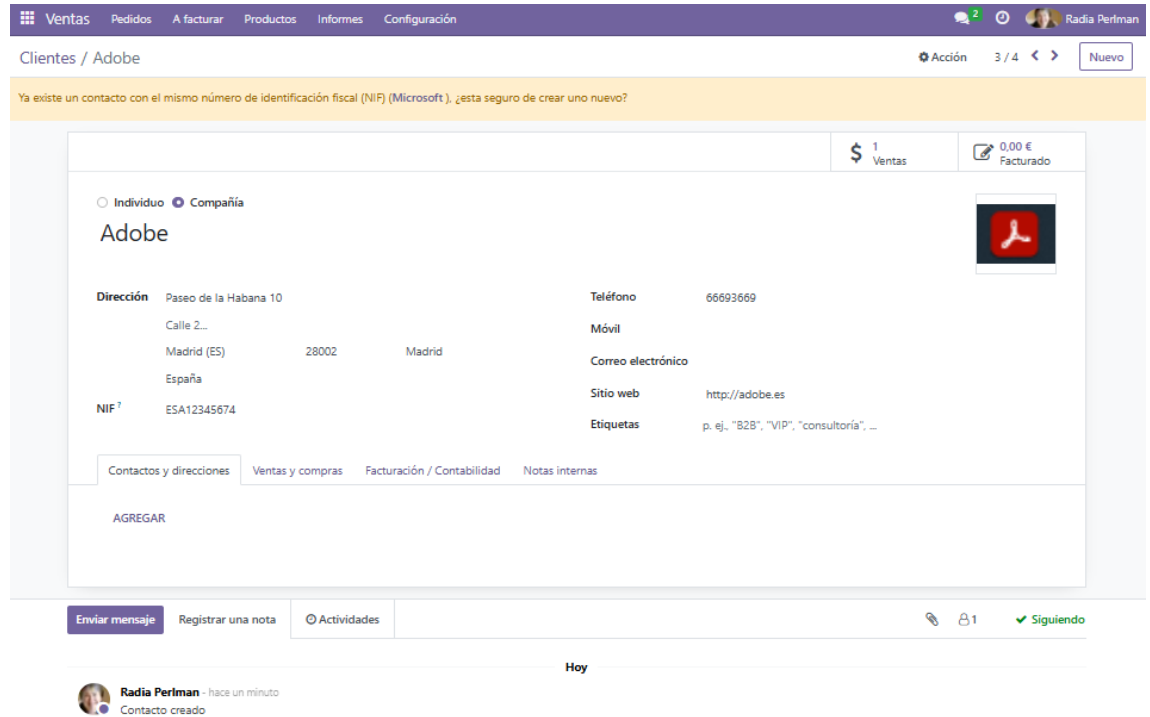 Ventas Pedidos A facturar Productos Informes Configuración 2 Radia Perlman
Clientes / Adobe Acción 3 / 4 Nuevo
Ya existe un contacto con el mismo número de identificación fiscal (NIF) (Microsoft ), ¿esta seguro de crear uno nuevo?
$ 1 Ventas
0,00 € Facturado
Individuo Compañía
Adobe
Dirección Paseo de la Habana 10
Calle 2...
Madrid (ES) 28002 Madrid
España
NIF ? ESA12345674
Teléfono 66693669
Móvil
Correo electrónico
Sitio web http://adobe.es
Etiquetas p. ej., "B2B", "VIP", "consultoría", ...
Contactos y direcciones Ventas y compras Facturación / Contabilidad Notas internas
AGREGAR
Enviar mensaje Registrar una nota Actividades 1 Siguiendo
Hoy
Radia Perlman - hace un minuto
Contacto creado